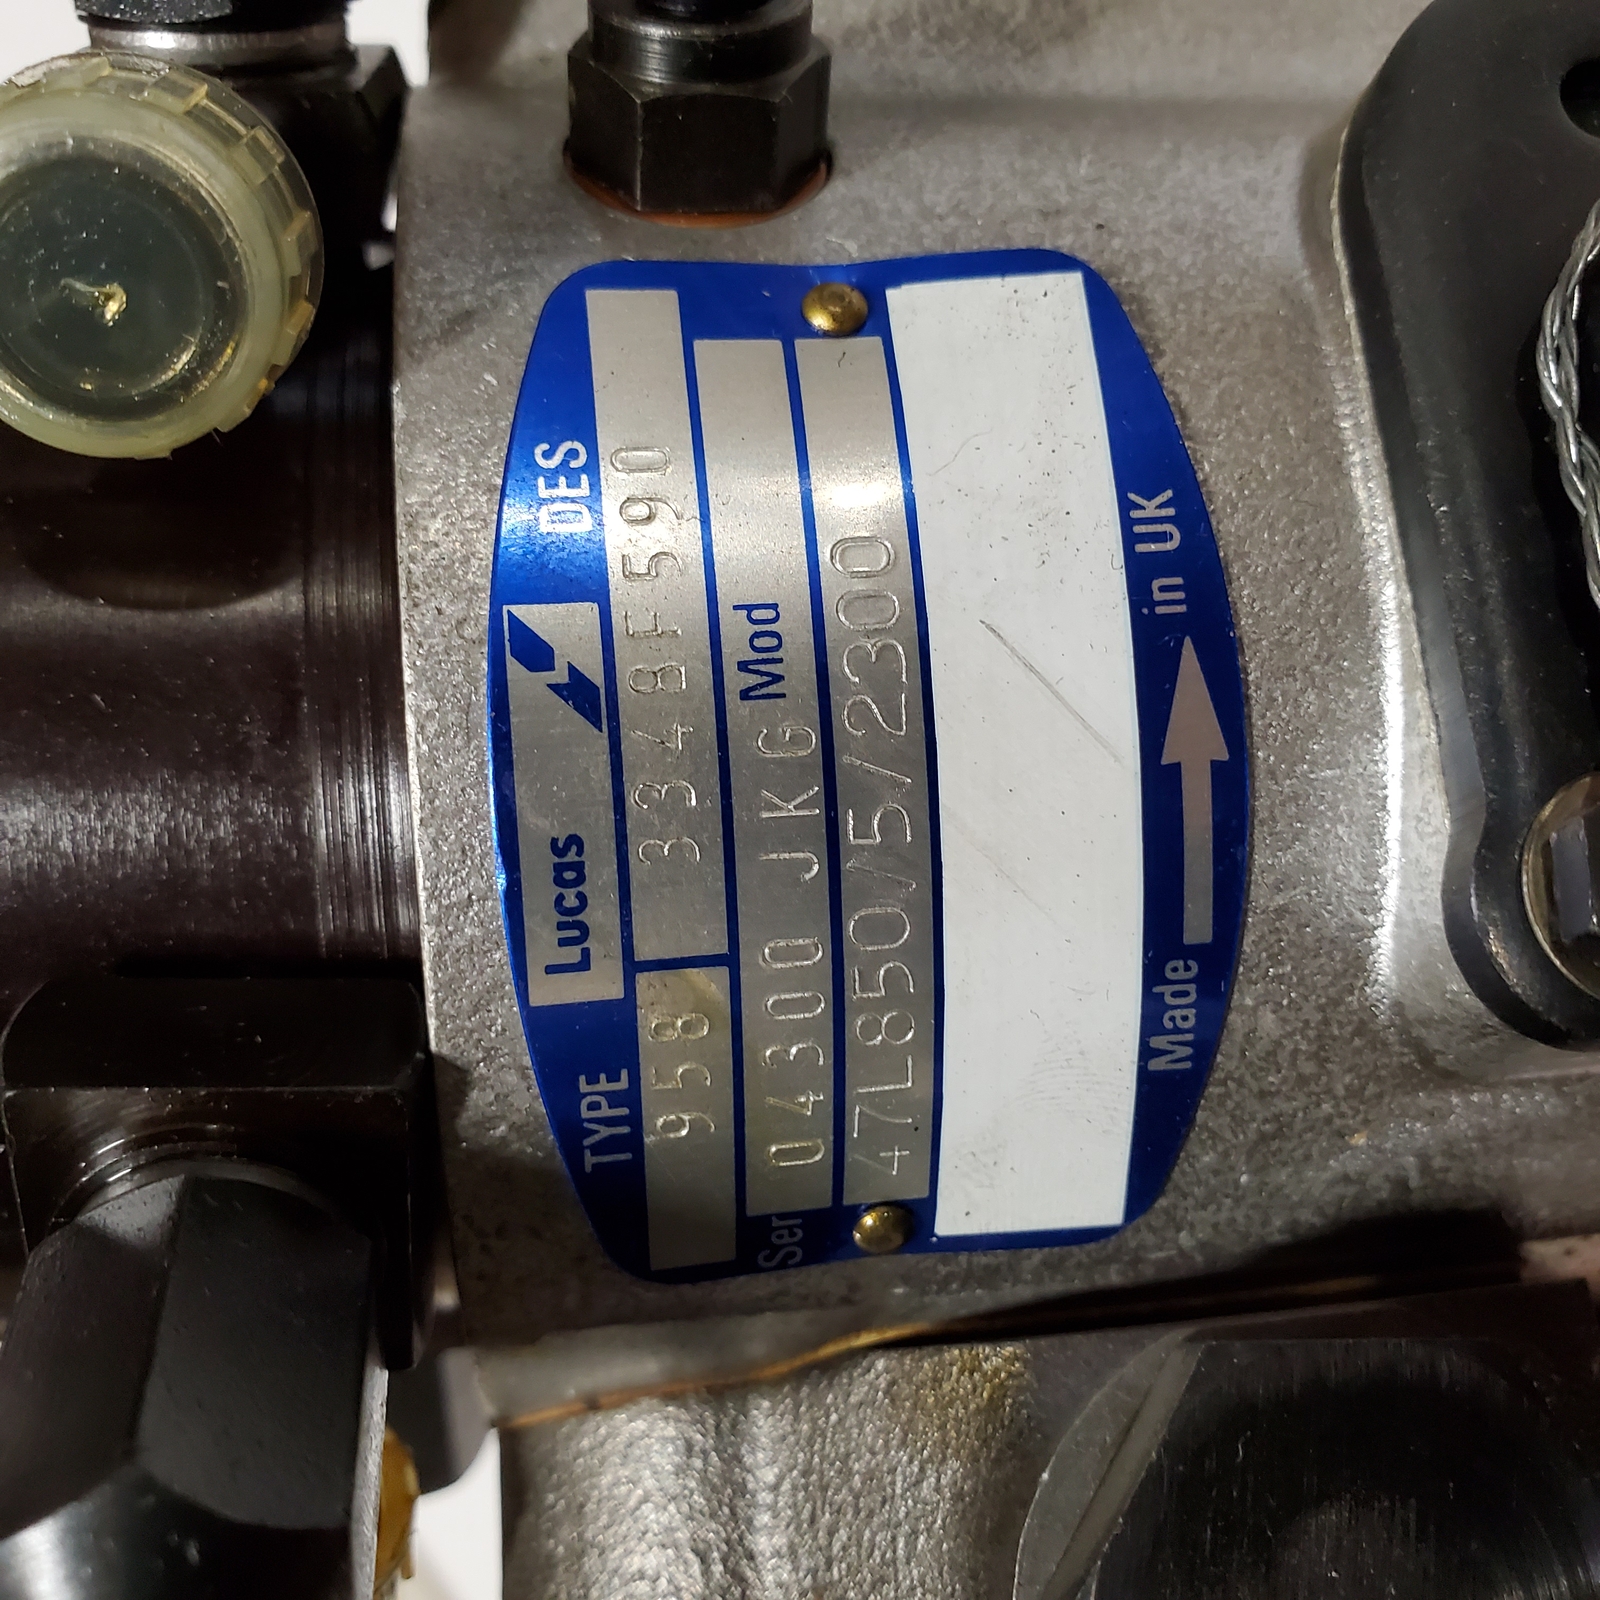 Lucas DES
TYPE 958 3348F590
Ser 04300JKG Mod
47L850/5/2300
Made in UK